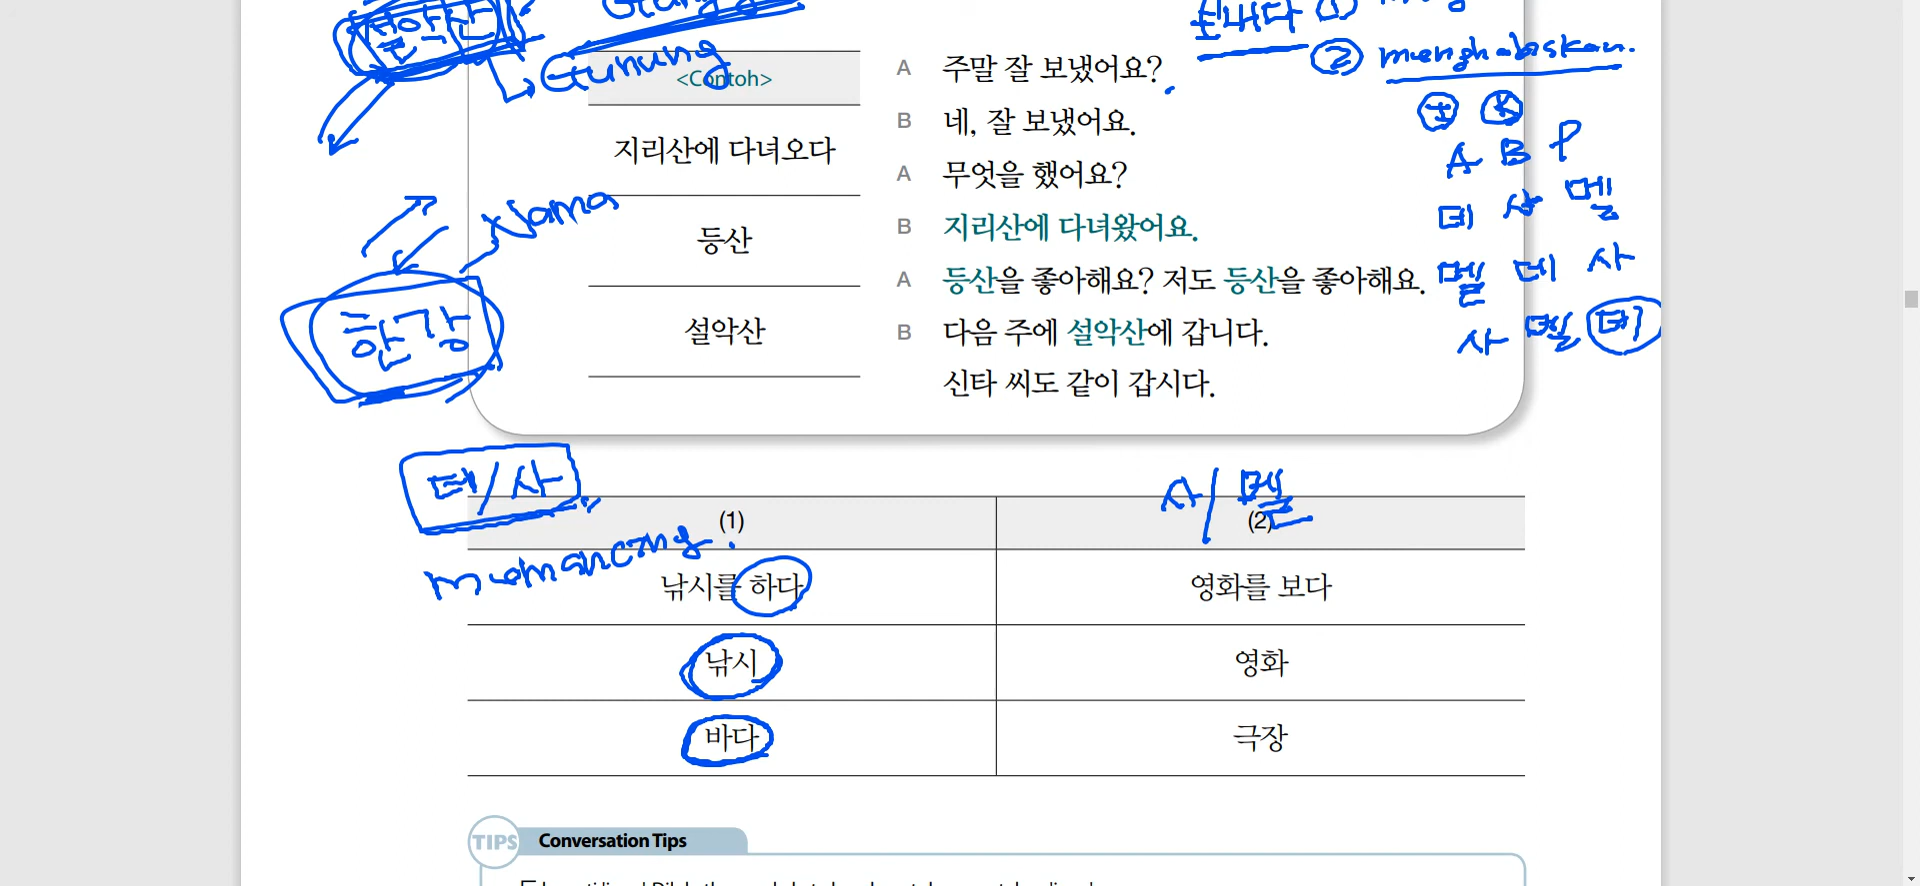 보내다 ①
② menghabiskan.
Gunung
<Contoh>
지리산에 다녀오다
등산
설악산
A 주말 잘 보냈어요?
B 네, 잘 보냈어요.
A 무엇을 했어요?
B 지리산에 다녀왔어요.
A 등산을 좋아해요? 저도 등산을 좋아해요.
B 다음 주에 설악산에 갑니다.
신타 씨도 같이 갑시다.
I K
A B P
데 사 멜
멜 데 사
사 멜 데
Nama
한강
데/사
사/멜
(1) (2)
memancing.
낚시를 하다 영화를 보다
낚시 영화
바다 극장
TIPS Conversation Tips